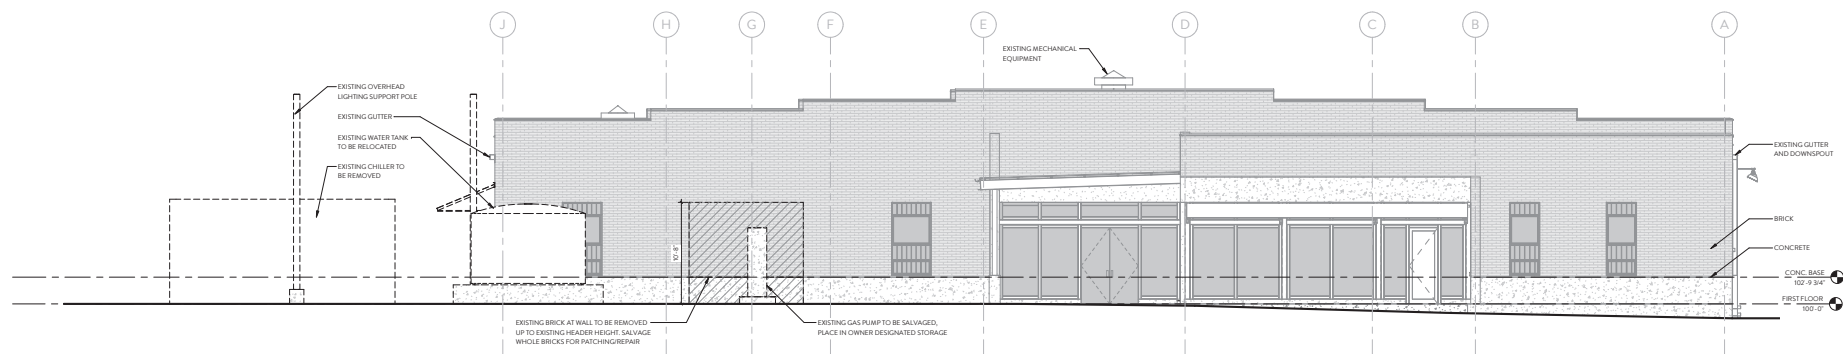 J
H
G
F
E
D
C
B
A
EXISTING MECHANICAL
EQUIPMENT
EXISTING OVERHEAD
LIGHTING SUPPORT POLE
EXISTING GUTTER
EXISTING WATER TANK
TO BE RELOCATED
EXISTING CHILLER TO
BE REMOVED
EXISTING GUTTER
AND DOWNSPOUT
BRICK
CONCRETE
10'-8"
CONC. BASE
102'-9 3/4"
FIRST FLOOR
100'-0"
EXISTING BRICK AT WALL TO BE REMOVED
UP TO EXISTING HEADER HEIGHT. SALVAGE
WHOLE BRICKS FOR PATCHING/REPAIR
EXISTING GAS PUMP TO BE SALVAGED,
PLACE IN OWNER DESIGNATED STORAGE